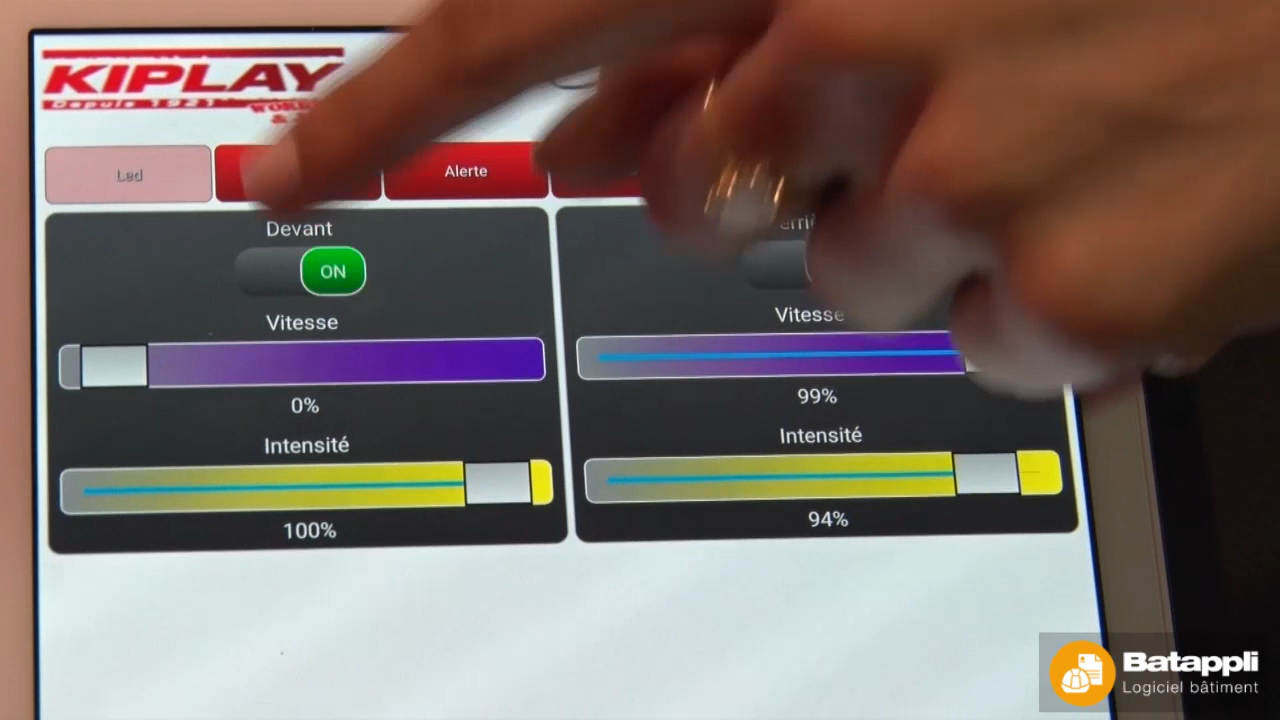 KIPLAY
Depuis 1921
Led
Alerte
Devant
ON
Vitesse
0%
Intensité
100%
Vitesse
99%
Intensité
94%
Batappli
Logiciel bâtiment